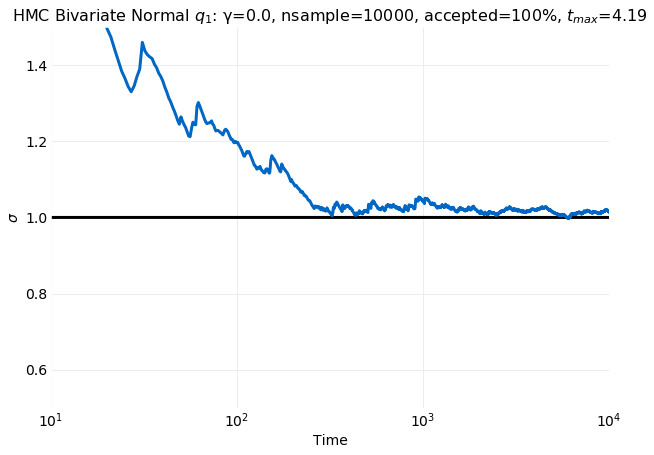 HMC Bivariate Normal q₁: γ=0.0, nsample=10000, accepted=100%, tₘₐₓ=4.19
1.4
1.2
1.0
0.8
0.6
σ
10¹ 10² 10³ 10⁴
Time